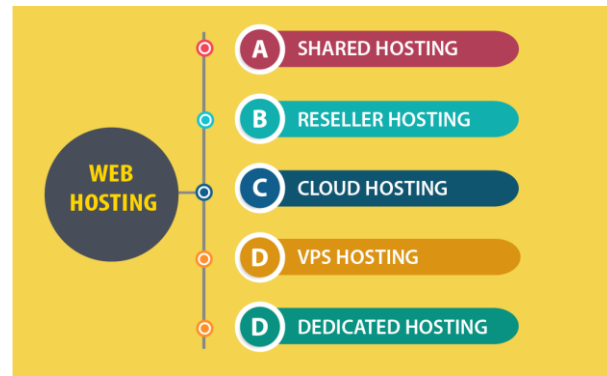 WEB
HOSTING
A SHARED HOSTING
B RESELLER HOSTING
C CLOUD HOSTING
D VPS HOSTING
D DEDICATED HOSTING